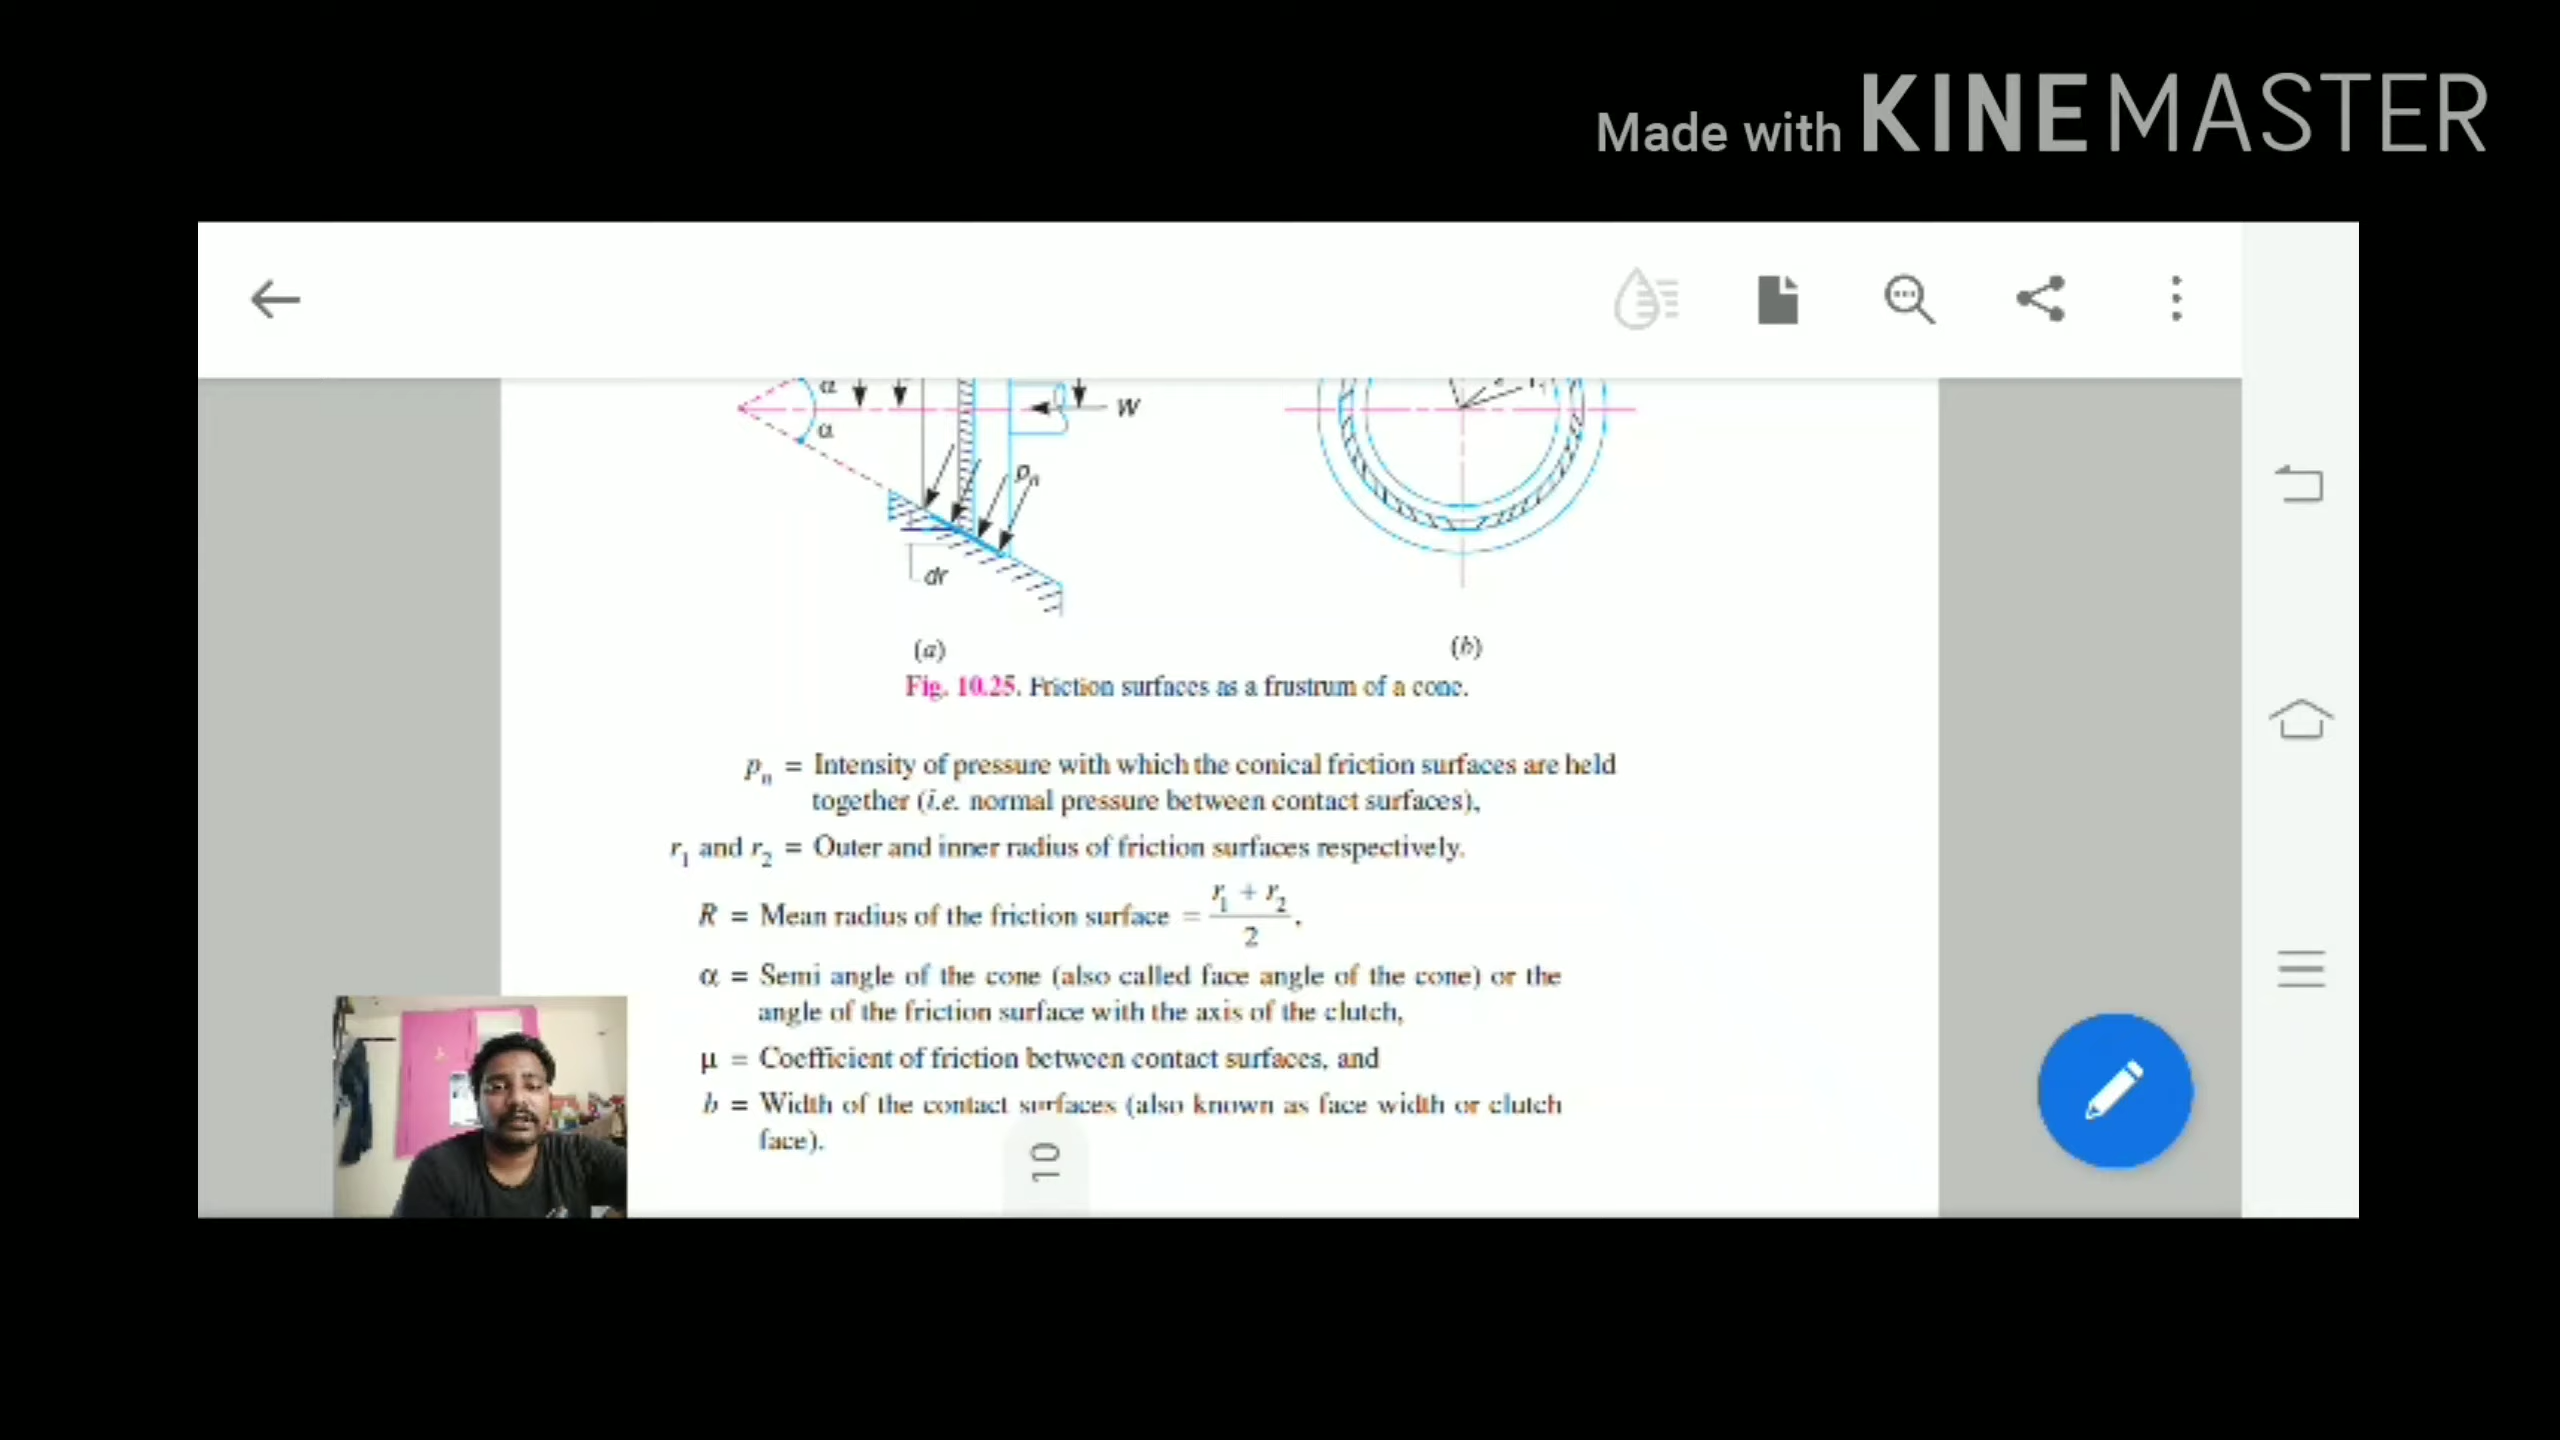 Made with KINEMASTER
α
W
α
pn
dr
(a)
(b)
Fig. 10.25. Friction surfaces as a frustrum of a cone.
pn = Intensity of pressure with which the conical friction surfaces are held
together (i.e. normal pressure between contact surfaces),
r1 and r2 = Outer and inner radius of friction surfaces respectively.
R = Mean radius of the friction surface = (r1 + r2) / 2 .
α = Semi angle of the cone (also called face angle of the cone) or the
angle of the friction surface with the axis of the clutch,
μ = Coefficient of friction between contact surfaces, and
b = Width of the contact surfaces (also known as face width or clutch
face).
10